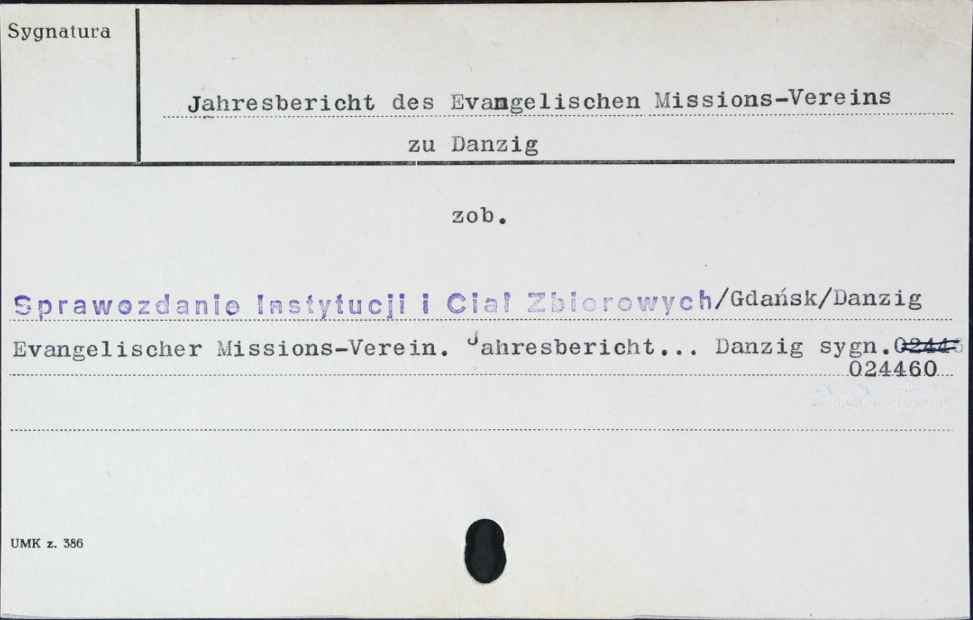 Sygnatura
Jahresbericht des Evangelischen Missions-Vereins
zu Danzig
zob.
Sprawozdanie Instytucji i Ciał Zbiorowych/Gdańsk/Danzig
Evangelischer Missions-Verein. Jahresbericht... Danzig sygn.
024460
UMK z. 386